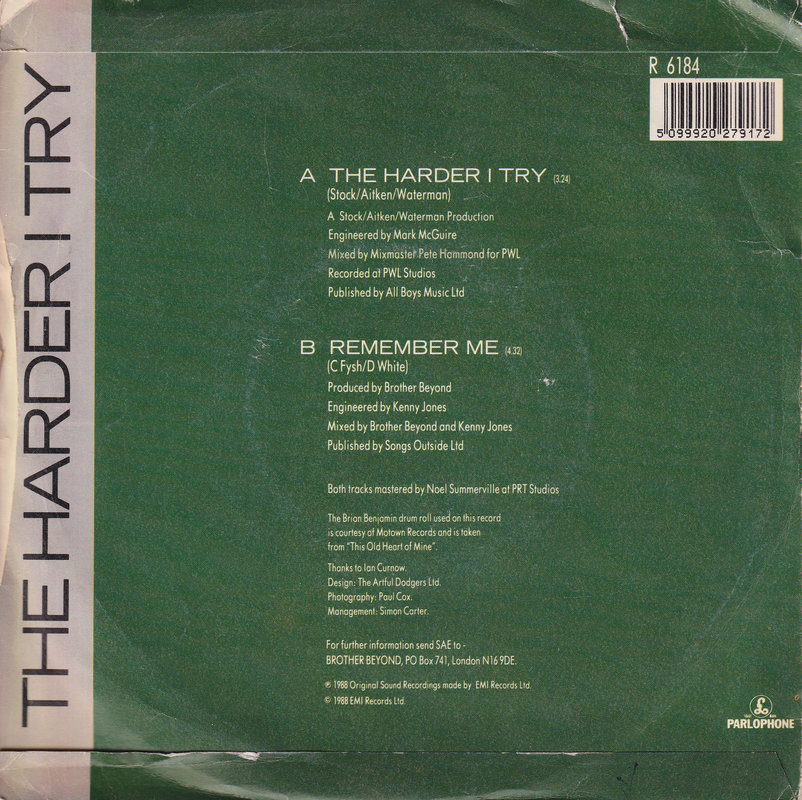 THE HARDER I TRY
R 6184
5 099920 279172
A THE HARDER I TRY (3.24)
(Stock/Aitken/Waterman)
A Stock/Aitken/Waterman Production
Engineered by Mark McGuire
Mixed by Mixmaster Pete Hammond for PWL
Recorded at PWL Studios
Published by All Boys Music Ltd
B REMEMBER ME (4.32)
(C Fysh/D White)
Produced by Brother Beyond
Engineered by Kenny Jones
Mixed by Brother Beyond and Kenny Jones
Published by Songs Outside Ltd
Both tracks mastered by Noel Summerville at PRT Studios
The Brian Benjamin drum roll used on this record
is courtesy of Motown Records and is taken
from "This Old Heart of Mine".
Thanks to Ian Curnow.
Design: The Artful Dodgers Ltd.
Photography: Paul Cox.
Management: Simon Carter.
For further information send SAE to -
BROTHER BEYOND, PO Box 741, London N16 9DE.
℗ 1988 Original Sound Recordings made by EMI Records Ltd.
© 1988 EMI Records Ltd.
£
PARLOPHONE